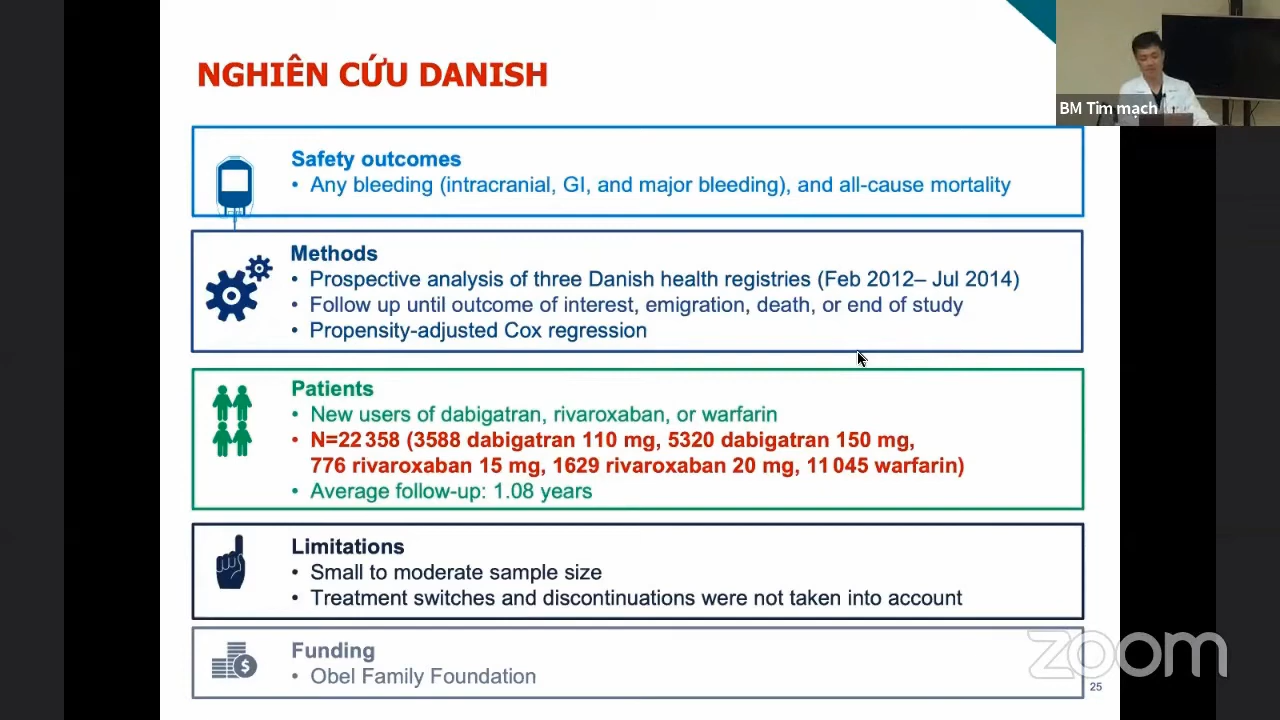 NGHIÊN CỨU DANISH
BM Tim mạch
Safety outcomes
• Any bleeding (intracranial, GI, and major bleeding), and all-cause mortality
Methods
• Prospective analysis of three Danish health registries (Feb 2012– Jul 2014)
• Follow up until outcome of interest, emigration, death, or end of study
• Propensity-adjusted Cox regression
Patients
• New users of dabigatran, rivaroxaban, or warfarin
• N=22 358 (3588 dabigatran 110 mg, 5320 dabigatran 150 mg,
776 rivaroxaban 15 mg, 1629 rivaroxaban 20 mg, 11 045 warfarin)
• Average follow-up: 1.08 years
Limitations
• Small to moderate sample size
• Treatment switches and discontinuations were not taken into account
Funding
• Obel Family Foundation
$
zoom
25